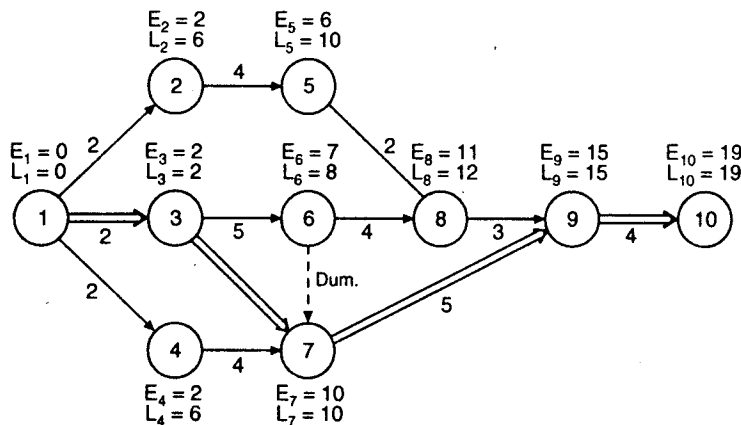 E₂ = 2
L₂ = 6
E₅ = 6
L₅ = 10
2
4
5
2
2
E₁ = 0
L₁ = 0
E₃ = 2
L₃ = 2
E₆ = 7
L₆ = 8
E₈ = 11
L₈ = 12
E₉ = 15
L₉ = 15
E₁₀ = 19
L₁₀ = 19
1
2
3
5
6
4
8
3
9
4
10
Dum.
2
5
4
4
7
E₄ = 2
L₄ = 6
E₇ = 10
L₇ = 10